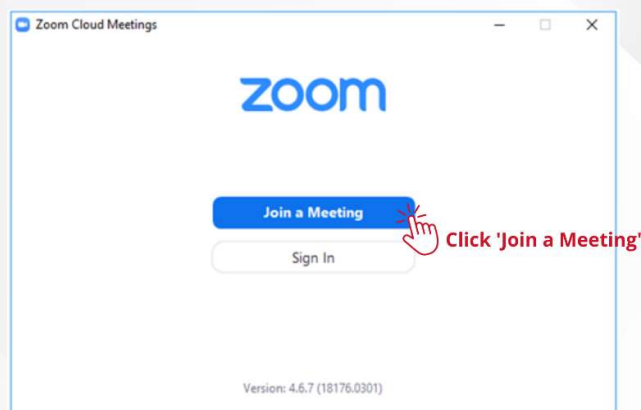 Zoom Cloud Meetings
zoom
Join a Meeting
Click 'Join a Meeting'
Sign In
Version: 4.6.7 (18176.0301)